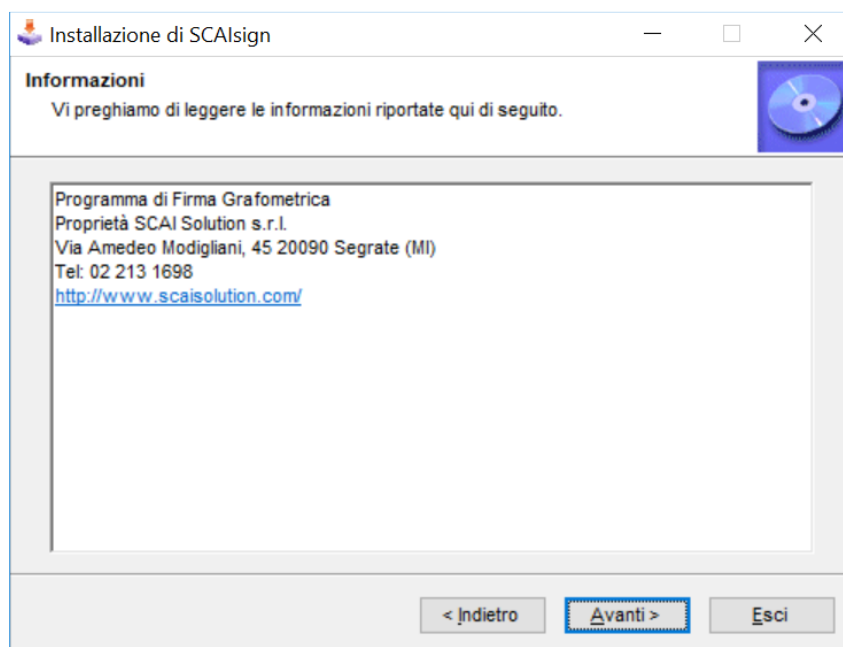 Installazione di SCAIsign
Informazioni
Vi preghiamo di leggere le informazioni riportate qui di seguito.
Programma di Firma Grafometrica
Proprietà SCAI Solution s.r.l.
Via Amedeo Modigliani, 45 20090 Segrate (MI)
Tel: 02 213 1698
http://www.scaisolution.com/
< Indietro Avanti > Esci